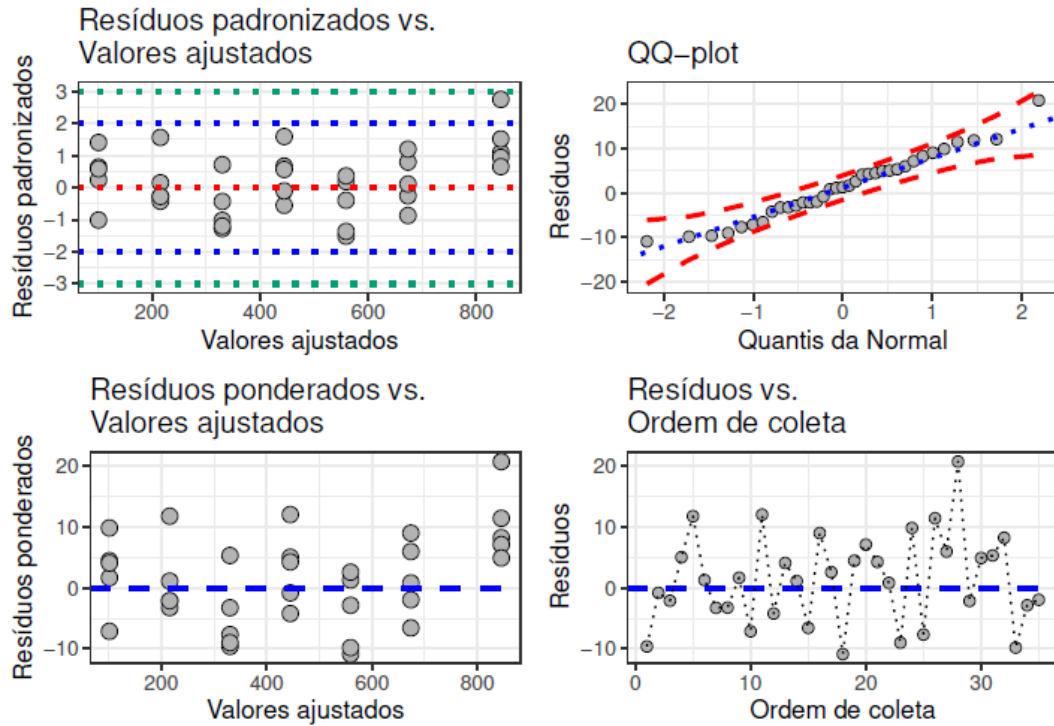 Resíduos padronizados vs.
Valores ajustados
Resíduos padronizados
3
2
1
0
−1
−2
−3
200
400
600
800
Valores ajustados
QQ−plot
Resíduos
20
10
0
−10
−20
−2
−1
0
1
2
Quantis da Normal
Resíduos ponderados vs.
Valores ajustados
Resíduos ponderados
20
10
0
−10
200
400
600
800
Valores ajustados
Resíduos vs.
Ordem de coleta
Resíduos
20
10
0
−10
0
10
20
30
Ordem de coleta